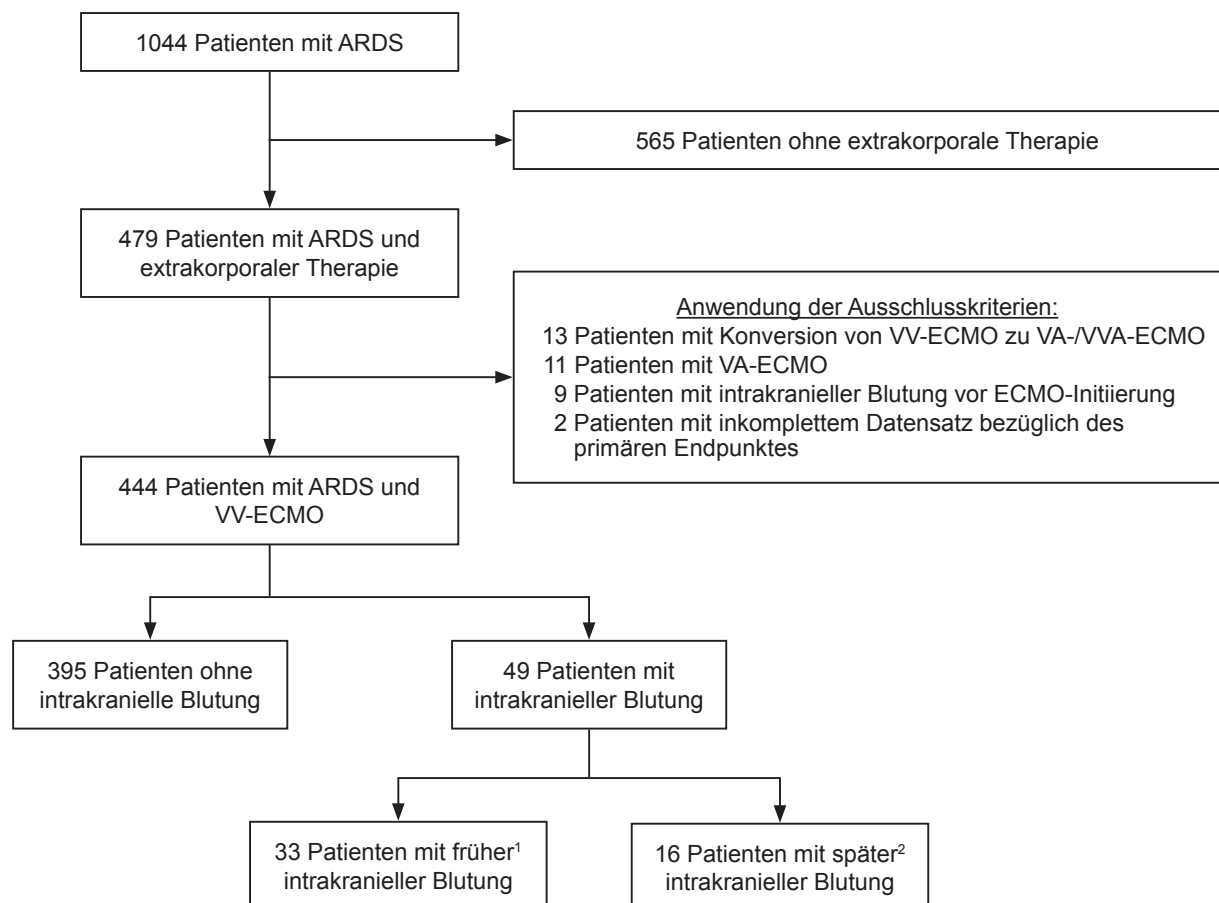 1044 Patienten mit ARDS
565 Patienten ohne extrakorporale Therapie
479 Patienten mit ARDS und
extrakorporaler Therapie
Anwendung der Ausschlusskriterien:
13 Patienten mit Konversion von VV-ECMO zu VA-/VVA-ECMO
11 Patienten mit VA-ECMO
9 Patienten mit intrakranieller Blutung vor ECMO-Initiierung
2 Patienten mit inkomplettem Datensatz bezüglich des
primären Endpunktes
444 Patienten mit ARDS und
VV-ECMO
395 Patienten ohne
intrakranielle Blutung
49 Patienten mit
intrakranieller Blutung
33 Patienten mit früher¹
intrakranieller Blutung
16 Patienten mit später²
intrakranieller Blutung